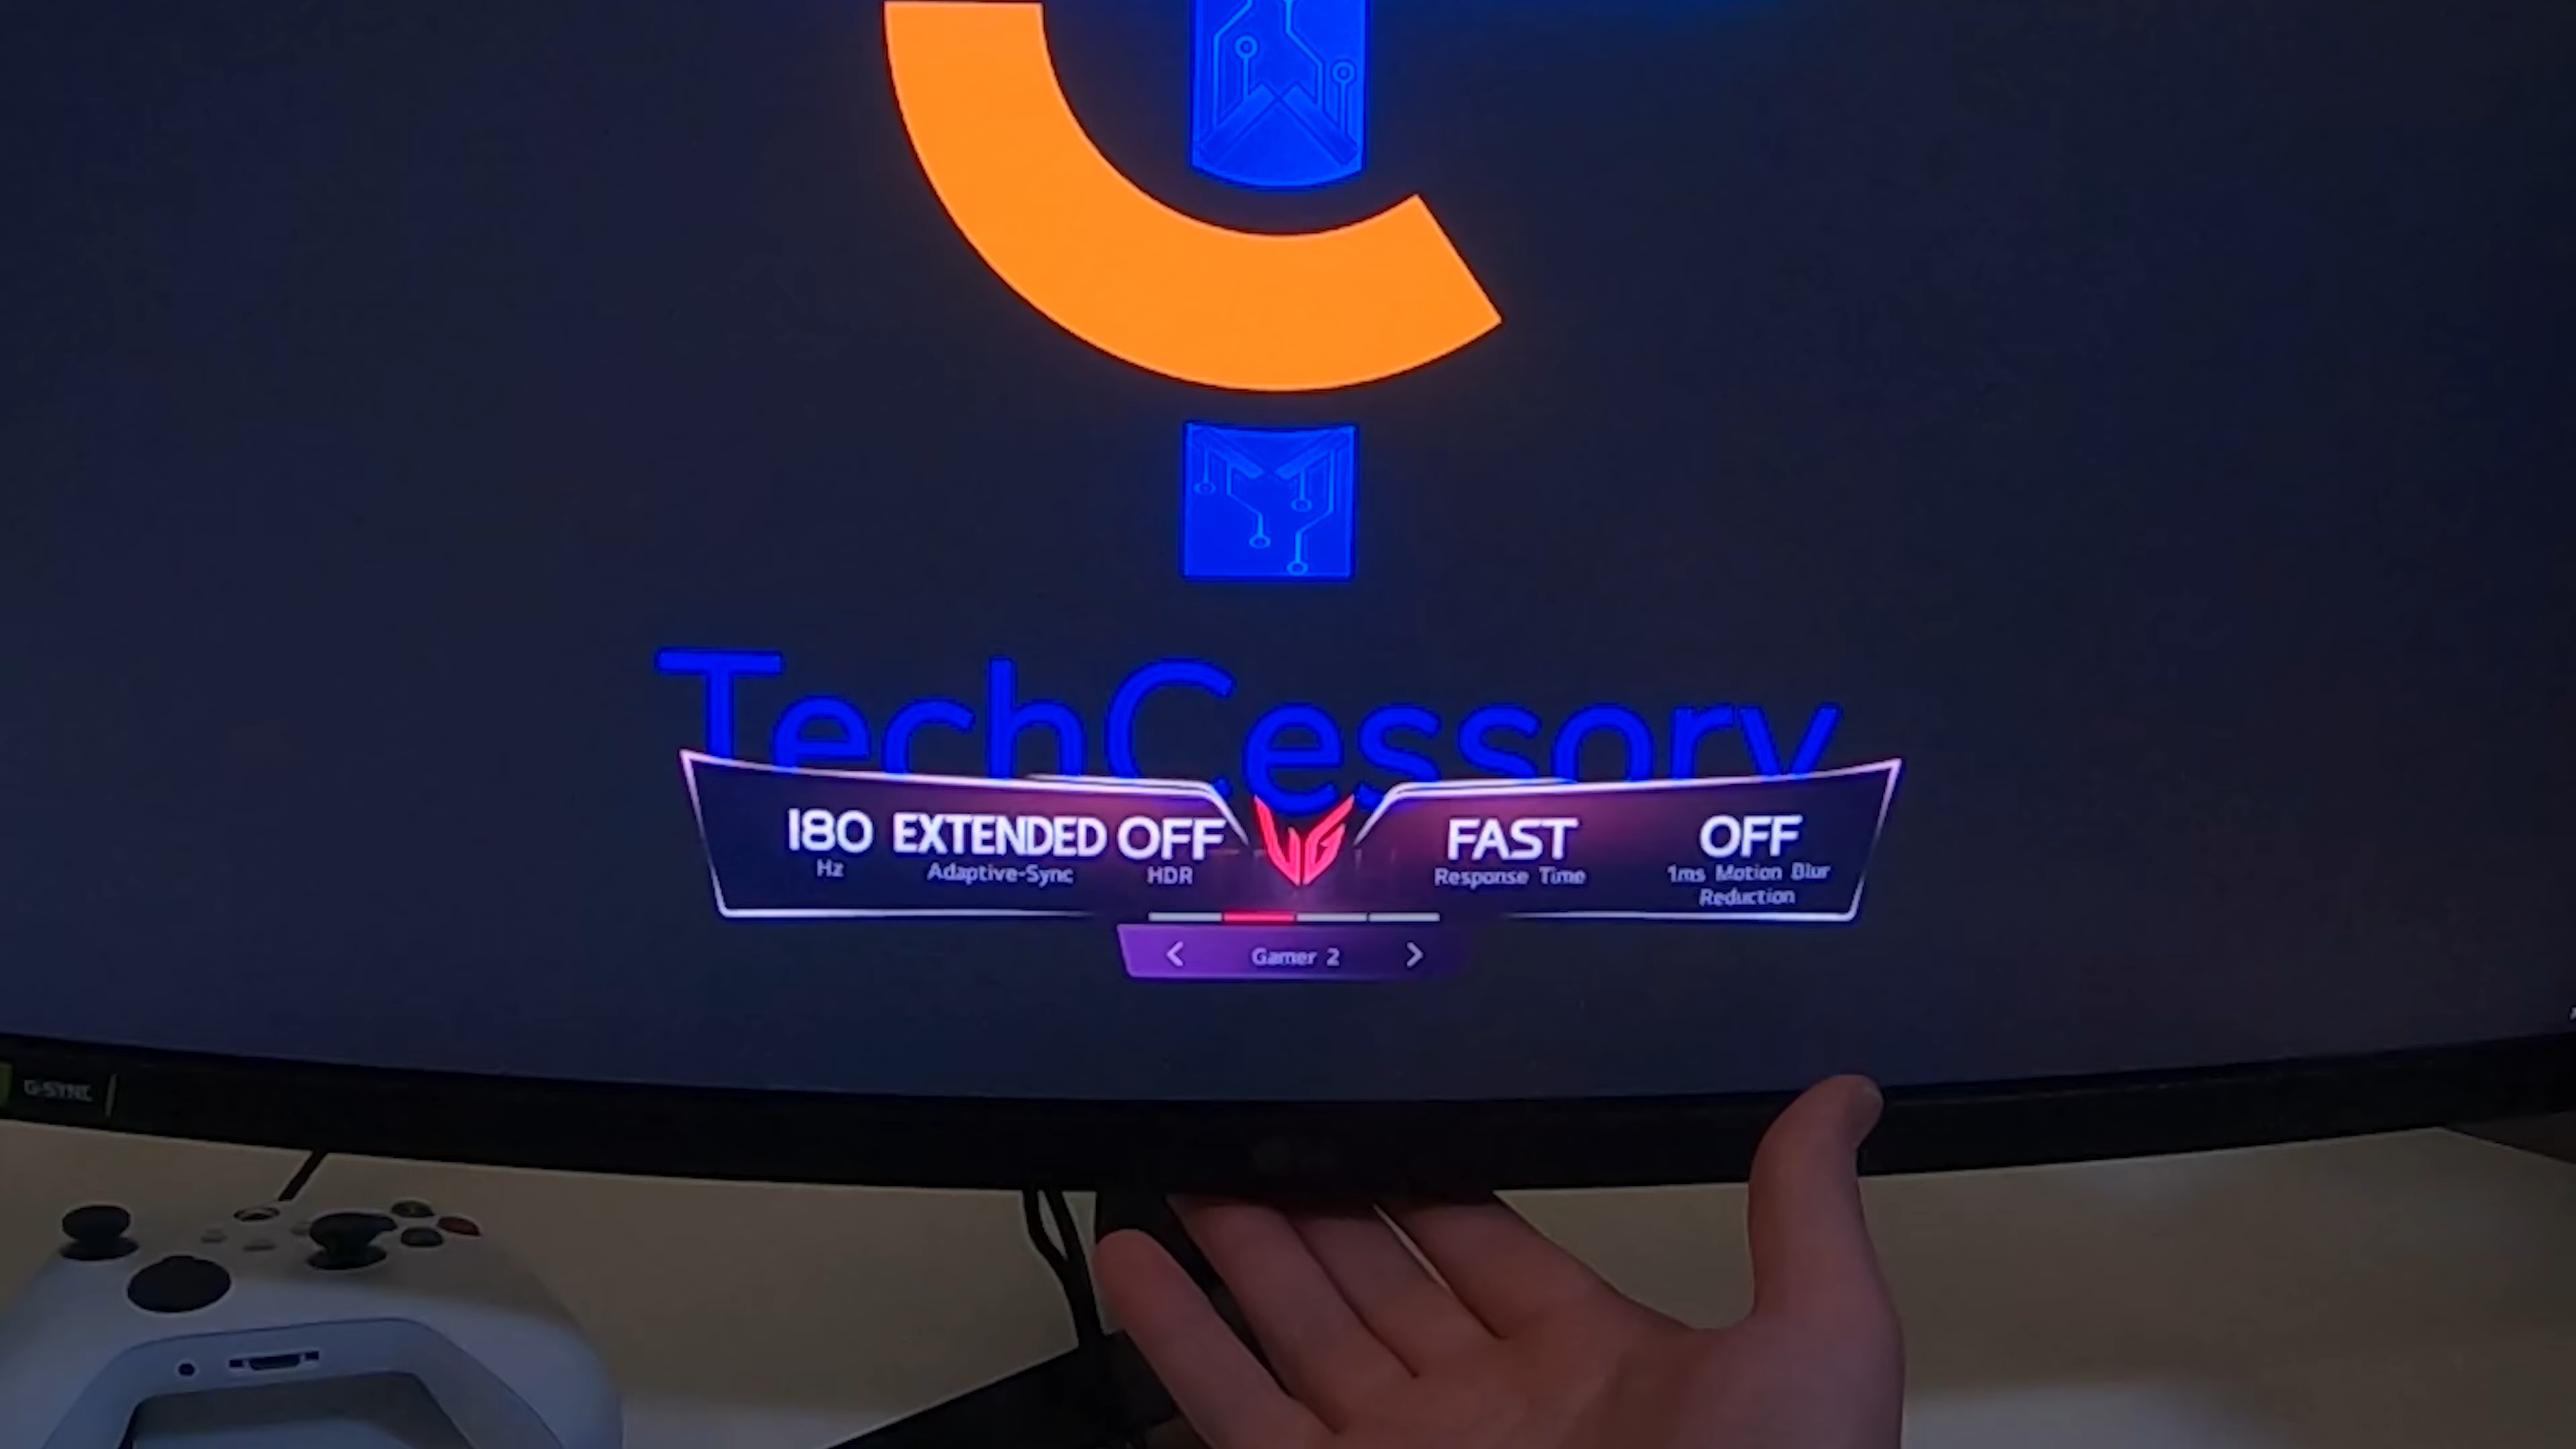 TechCessory
180 EXTENDED OFF UG FAST OFF
Hz Adaptive-Sync HDR Response Time 1ms Motion Blur
Reduction
< Gamer 2 >
G-SYNC